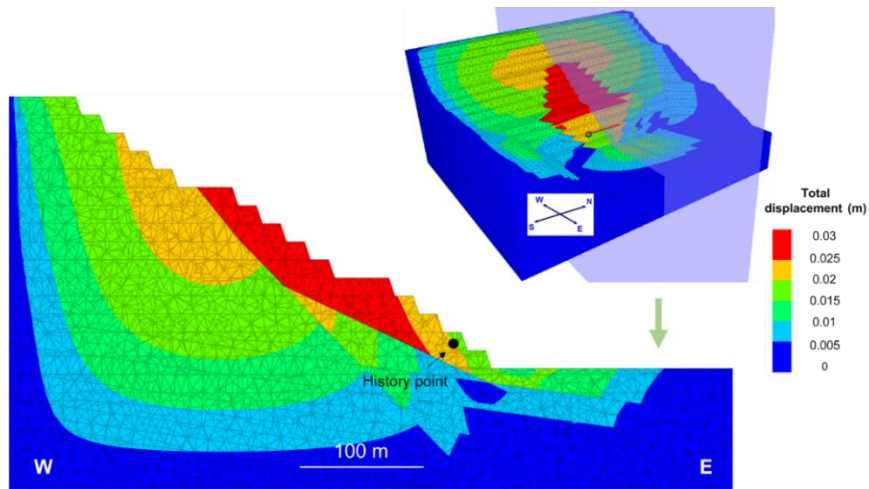 W
N
S
E
Total
displacement (m)
0.03
0.025
0.02
0.015
0.01
0.005
0
History point
100 m
W
E